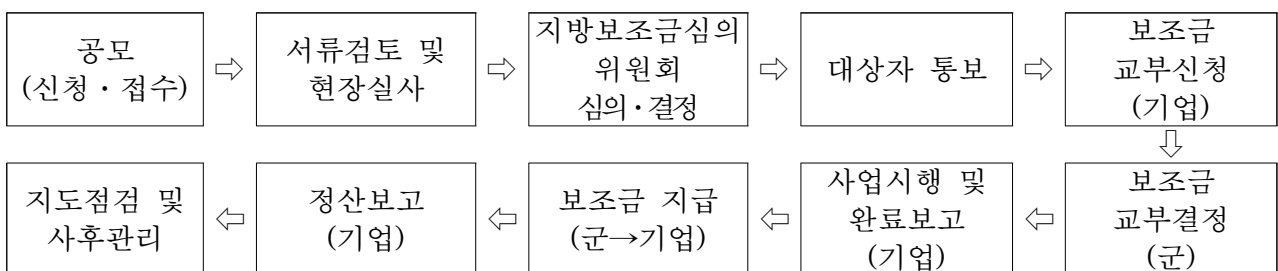 공모
(신청・접수)
⇨
서류검토 및
현장실사
⇨
지방보조금심의
위원회
심의・결정
⇨
대상자 통보
⇨
보조금
교부신청
(기업)
⇩
보조금
교부결정
(군)
⇦
사업시행 및
완료보고
(기업)
⇦
보조금 지급
(군→기업)
⇦
정산보고
(기업)
⇦
지도점검 및
사후관리